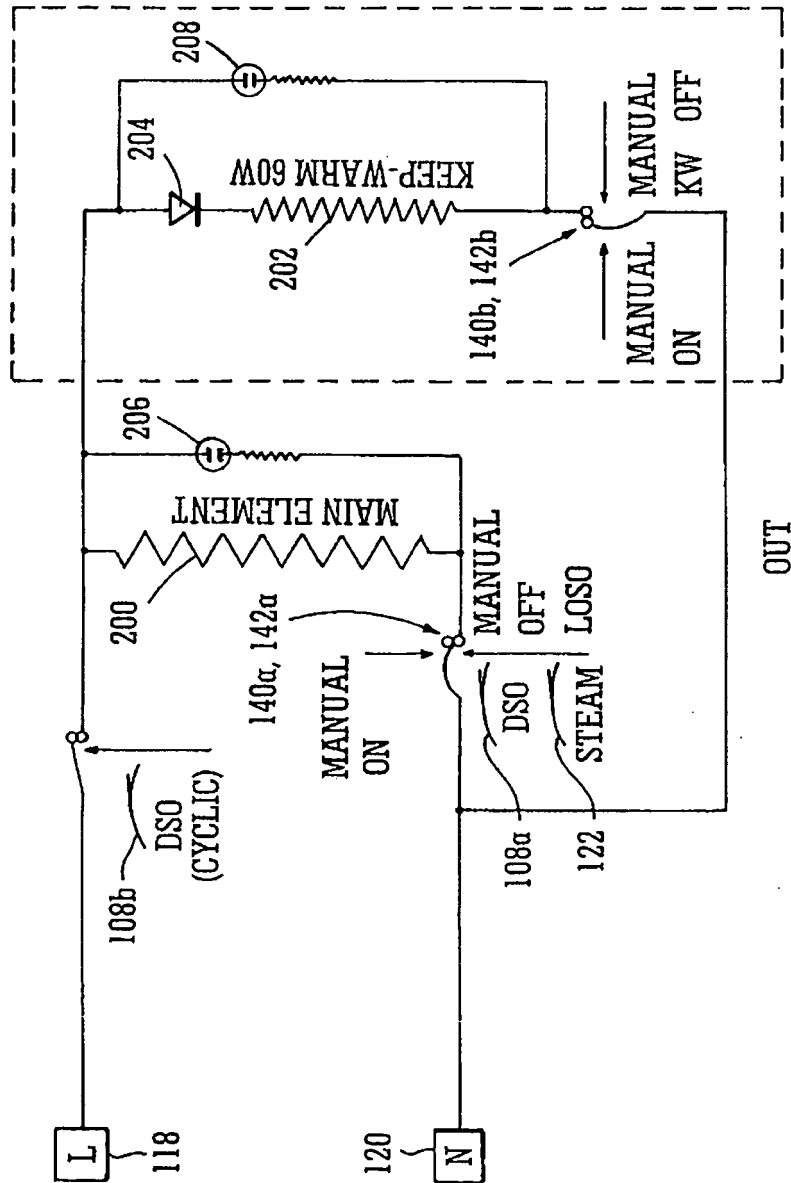 L
118
N
120
108b
DSO
(CYCLIC)
200
MAIN ELEMENT
206
MANUAL
ON
140a, 142a
MANUAL
OFF
LOSO
DSO
STEAM
108a
122
204
208
202
KEEP-WARM 60W
140b, 142b
MANUAL
ON
MANUAL
KW OFF
OUT